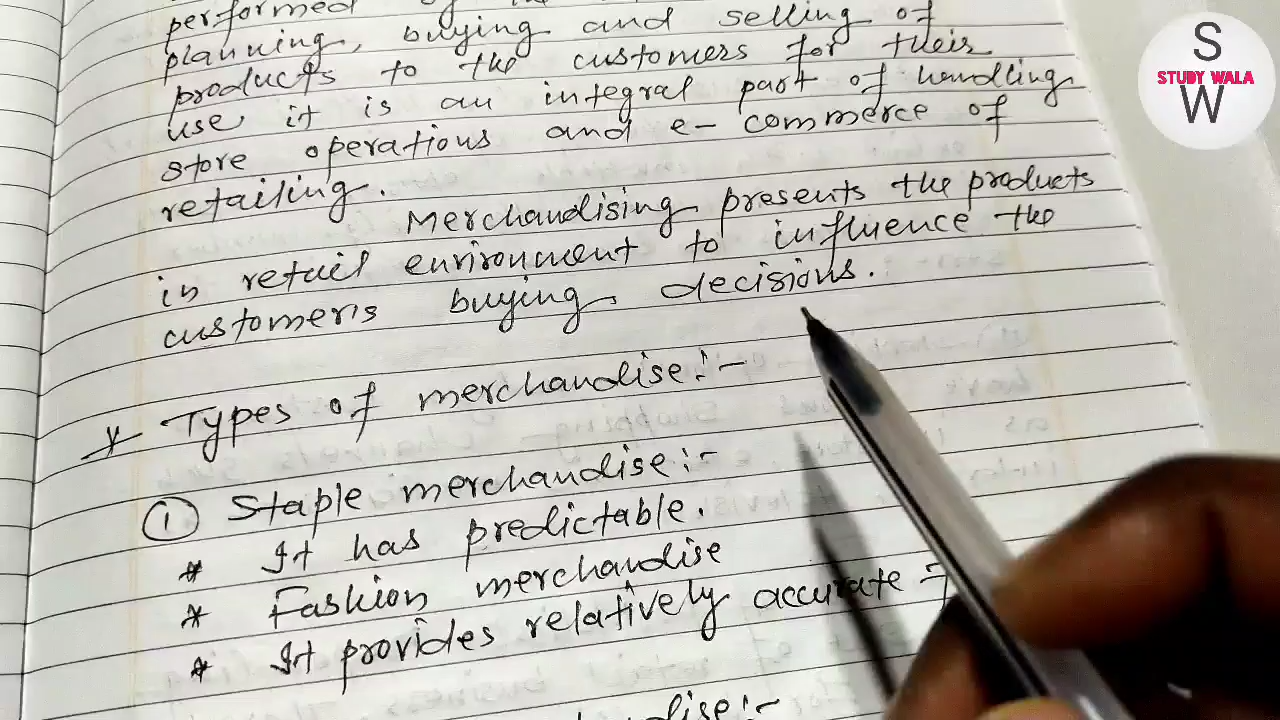 performed
planning, buying and selling of
products to the customers for their
use, it is an integral part of handling
store operations and e-commerce of
retailing.
Merchandising presents the products
in retail environment to influence the
customer's buying decisions.
* Types of merchandise:-
① Staple merchandise:-
* It has predictable.
* Fashion merchandise
* It provides relatively accurate
S
STUDY WALA
W